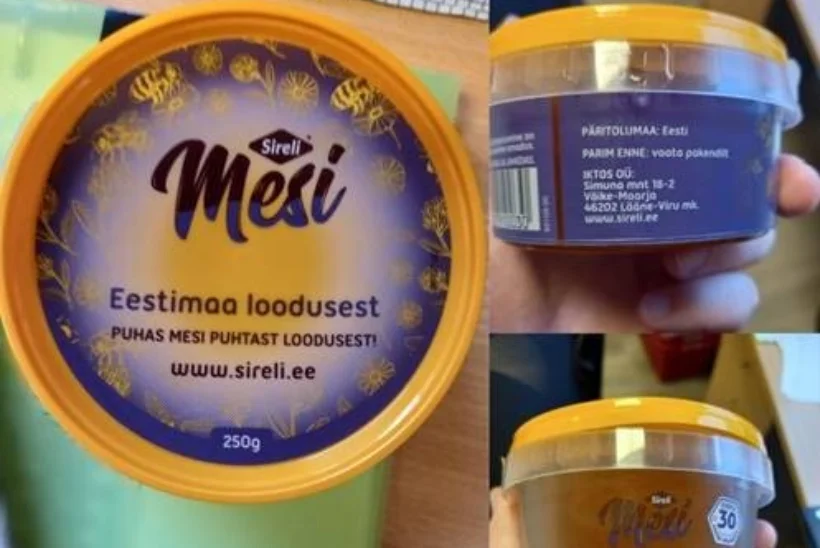 Sireli
Mesi
Eestimaa loodusest
PUHAS MESI PUHTAST LOODUSEST!
www.sireli.ee
250g
PÄRITOLUMAA: Eesti
PARIM ENNE: vaata pakendilt
IKTOS OÜ:
Simuna mnt 18-2
Väike-Maarja
46202 Lääne-Viru mk.
www.sireli.ee
Sireli
Mesi
30